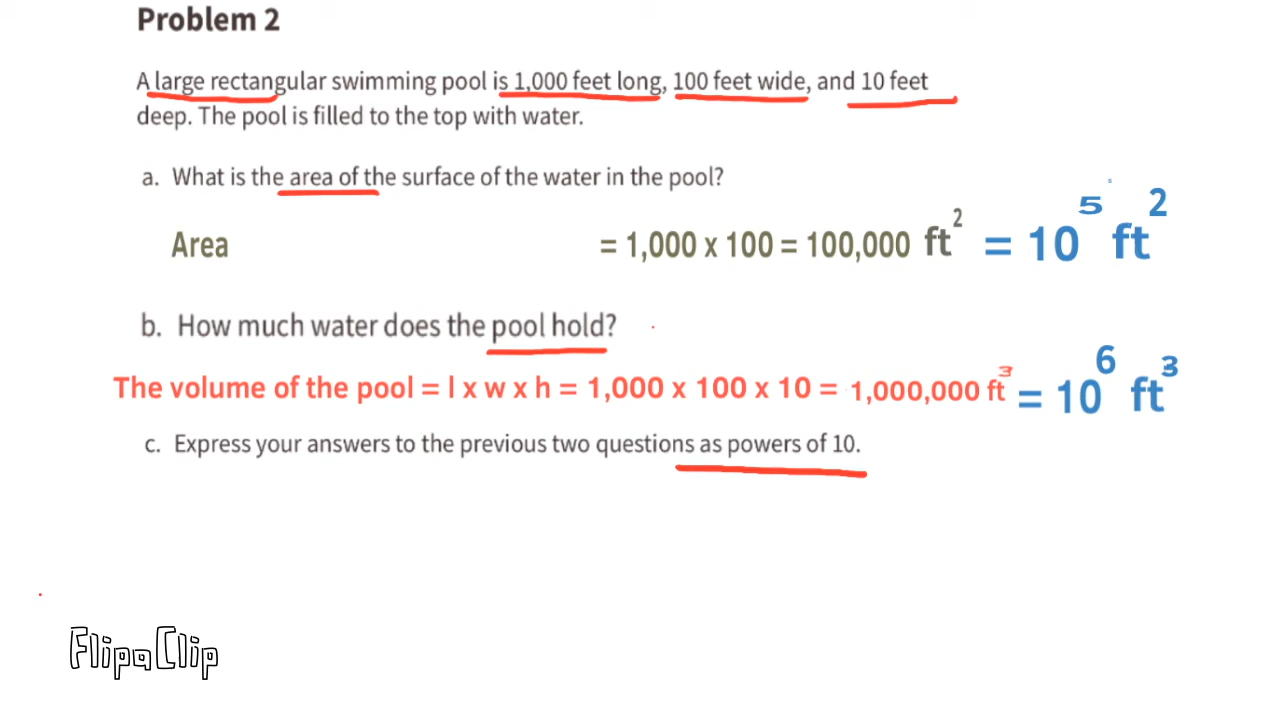 Problem 2
A large rectangular swimming pool is 1,000 feet long, 100 feet wide, and 10 feet
deep. The pool is filled to the top with water.
a. What is the area of the surface of the water in the pool?
Area = 1,000 x 100 = 100,000 ft² = 10⁵ ft²
b. How much water does the pool hold?
The volume of the pool = l x w x h = 1,000 x 100 x 10 = 1,000,000 ft³ = 10⁶ ft³
c. Express your answers to the previous two questions as powers of 10.
FlipaClip